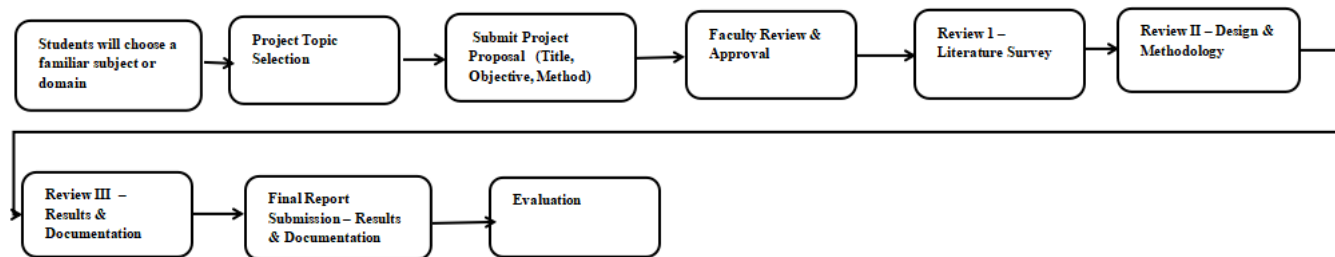 Students will choose a
familiar subject or
domain
Project Topic
Selection
Submit Project
Proposal (Title,
Objective, Method)
Faculty Review &
Approval
Review 1 –
Literature Survey
Review II – Design &
Methodology
Review III –
Results &
Documentation
Final Report
Submission – Results
& Documentation
Evaluation